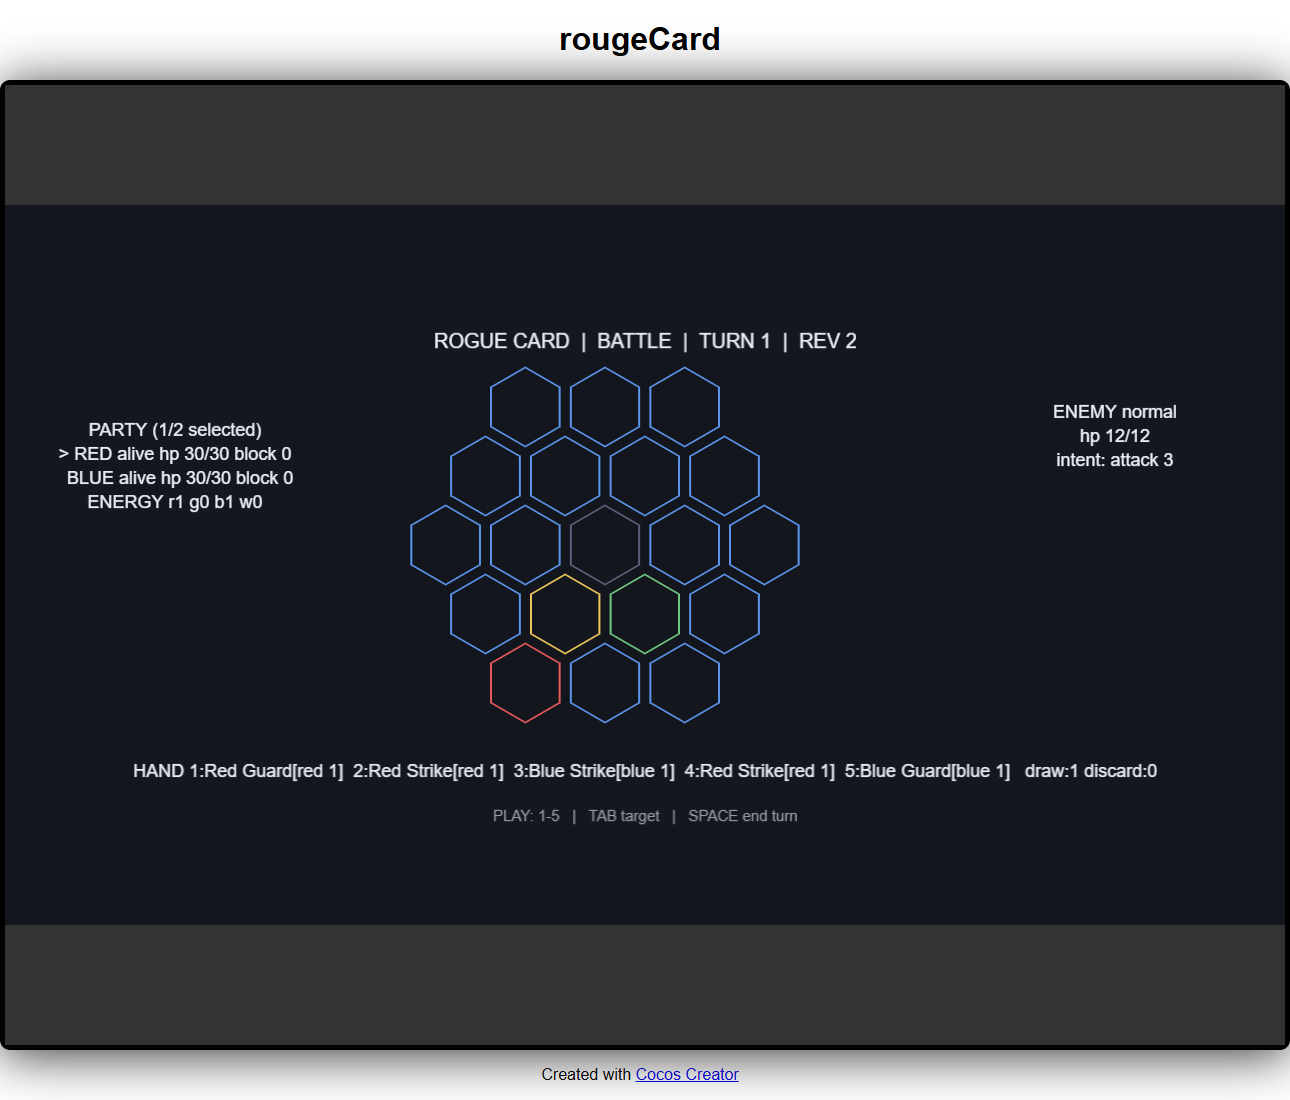 rougeCard
ROGUE CARD | BATTLE | TURN 1 | REV 2
PARTY (1/2 selected)
> RED alive hp 30/30 block 0
BLUE alive hp 30/30 block 0
ENERGY r1 g0 b1 w0
ENEMY normal
hp 12/12
intent: attack 3
HAND 1:Red Guard[red 1] 2:Red Strike[red 1] 3:Blue Strike[blue 1] 4:Red Strike[red 1] 5:Blue Guard[blue 1] draw:1 discard:0
PLAY: 1-5 | TAB target | SPACE end turn
Created with Cocos Creator